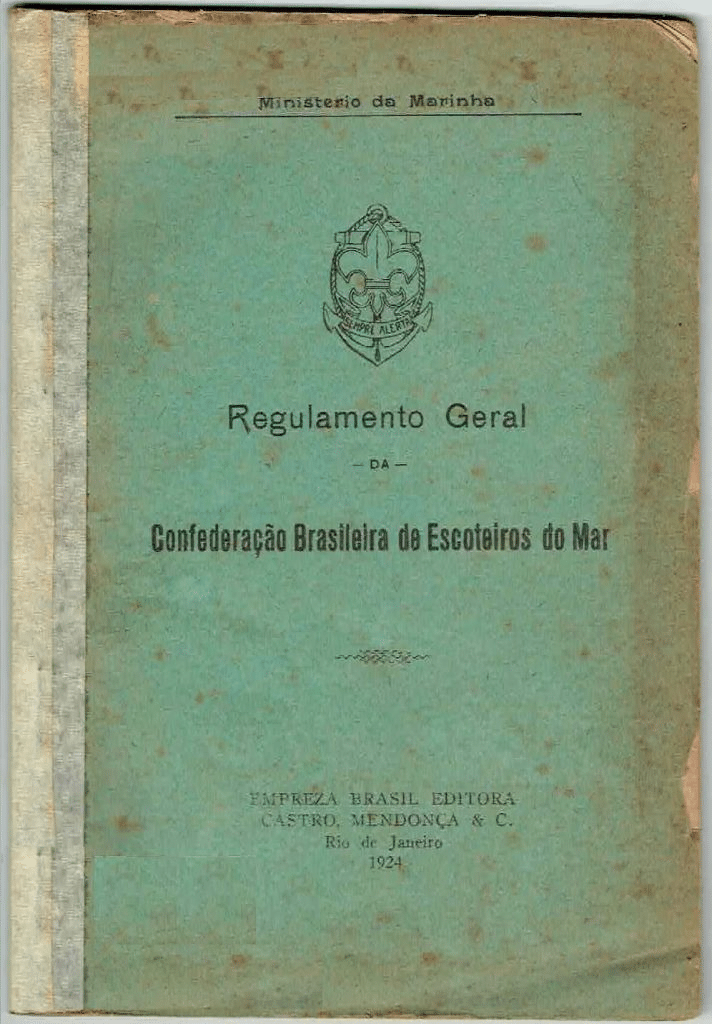 Ministerio da Marinha
SEMPRE ALERTA
Regulamento Geral
— DA —
Confederação Brasileira de Escoteiros do Mar
EMPREZA BRASIL EDITORA
CASTRO, MENDONÇA & C.
Rio de Janeiro
1924